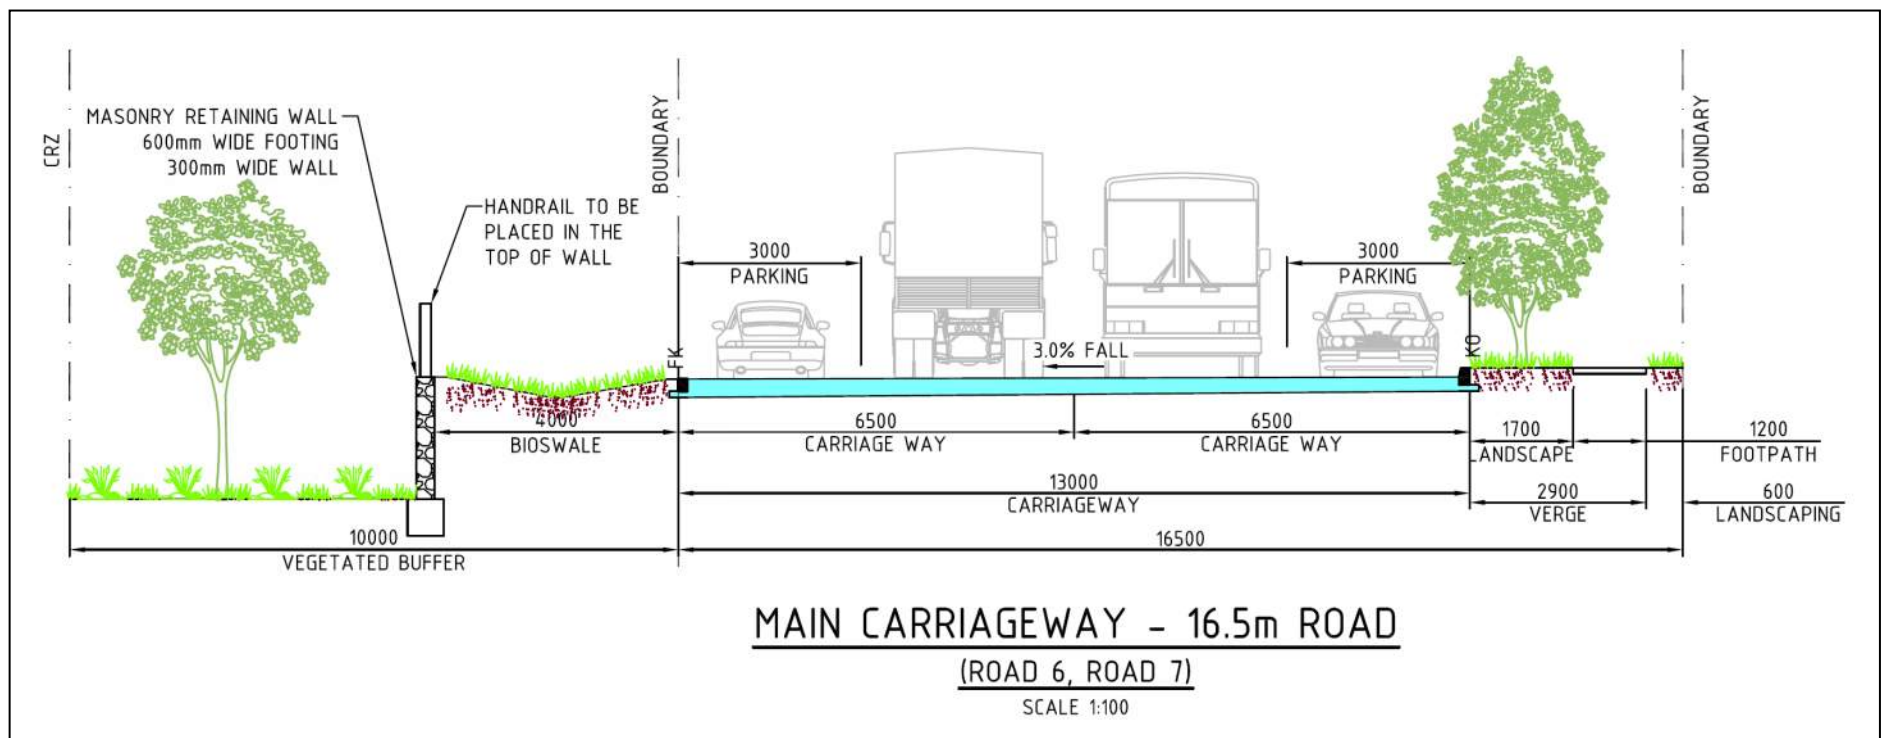 CRZ
MASONRY RETAINING WALL
600mm WIDE FOOTING
300mm WIDE WALL
HANDRAIL TO BE
PLACED IN THE
TOP OF WALL
BOUNDARY
3000
PARKING
3000
PARKING
BOUNDARY
FK
3.0% FALL
KO
4000
BIOSWALE
6500
CARRIAGE WAY
6500
CARRIAGE WAY
1700
LANDSCAPE
1200
FOOTPATH
13000
CARRIAGEWAY
2900
VERGE
600
LANDSCAPING
10000
VEGETATED BUFFER
16500
MAIN CARRIAGEWAY - 16.5m ROAD
(ROAD 6, ROAD 7)
SCALE 1:100